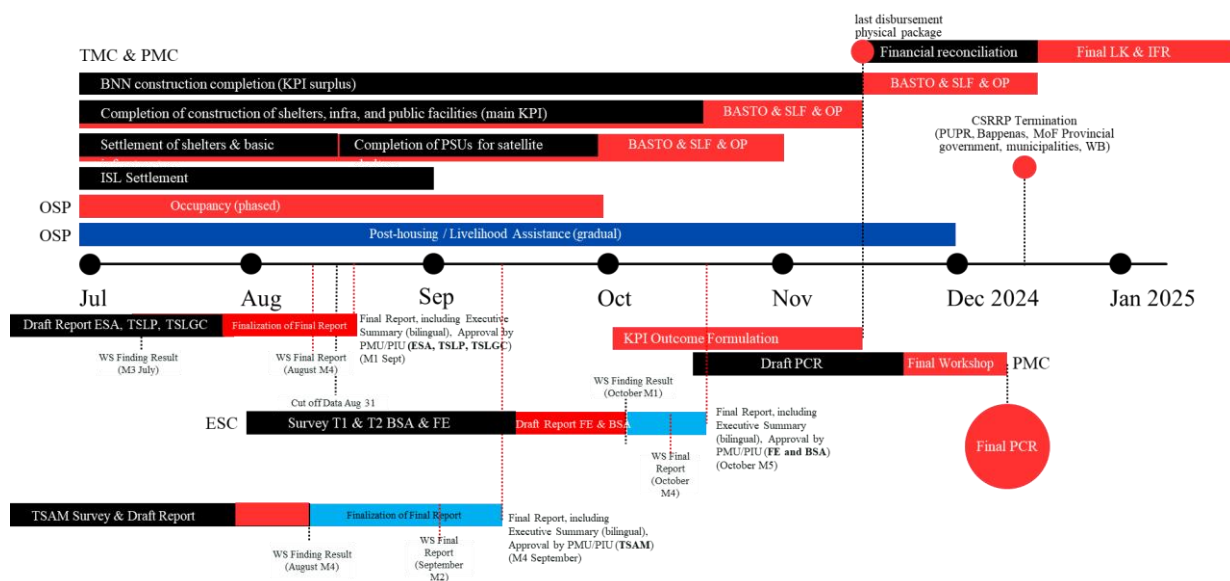 last disbursement
physical package
TMC & PMC
Financial reconciliation
Final LK & IFR
BNN construction completion (KPI surplus)
BASTO & SLF & OP
Completion of construction of shelters, infra, and public facilities (main KPI)
BASTO & SLF & OP
CSRRP Termination
(PUPR, Bappenas, MoF Provincial
government, municipalities, WB)
Settlement of shelters & basic
Completion of PSUs for satellite
BASTO & SLF & OP
ISL Settlement
OSP
Occupancy (phased)
OSP
Post-housing / Livelihood Assistance (gradual)
Jul
Aug
Sep
Oct
Nov
Dec 2024
Jan 2025
Draft Report ESA, TSLP, TSLGC
Finalization of Final Report
Final Report, including Executive
Summary (bilingual), Approval by
PMU/PIU (ESA, TSLP, TSLGC)
(M1 Sept)
WS Finding Result
(M3 July)
WS Final Report
(August M4)
KPI Outcome Formulation
Draft PCR
Final Workshop
PMC
WS Finding Result
(October M1)
Cut off Data Aug 31
ESC
Survey T1 & T2 BSA & FE
Draft Report FE & BSA
Final Report, including
Executive Summary
(bilingual), Approval by
PMU/PIU (FE and BSA)
(October M5)
WS Final
Report
(October
M4)
Final PCR
TSAM Survey & Draft Report
Finalization of Final Report
Final Report, including
Executive Summary (bilingual),
Approval by PMU/PIU (TSAM)
(M4 September)
WS Finding Result
(August M4)
WS Final
Report
(September
M2)